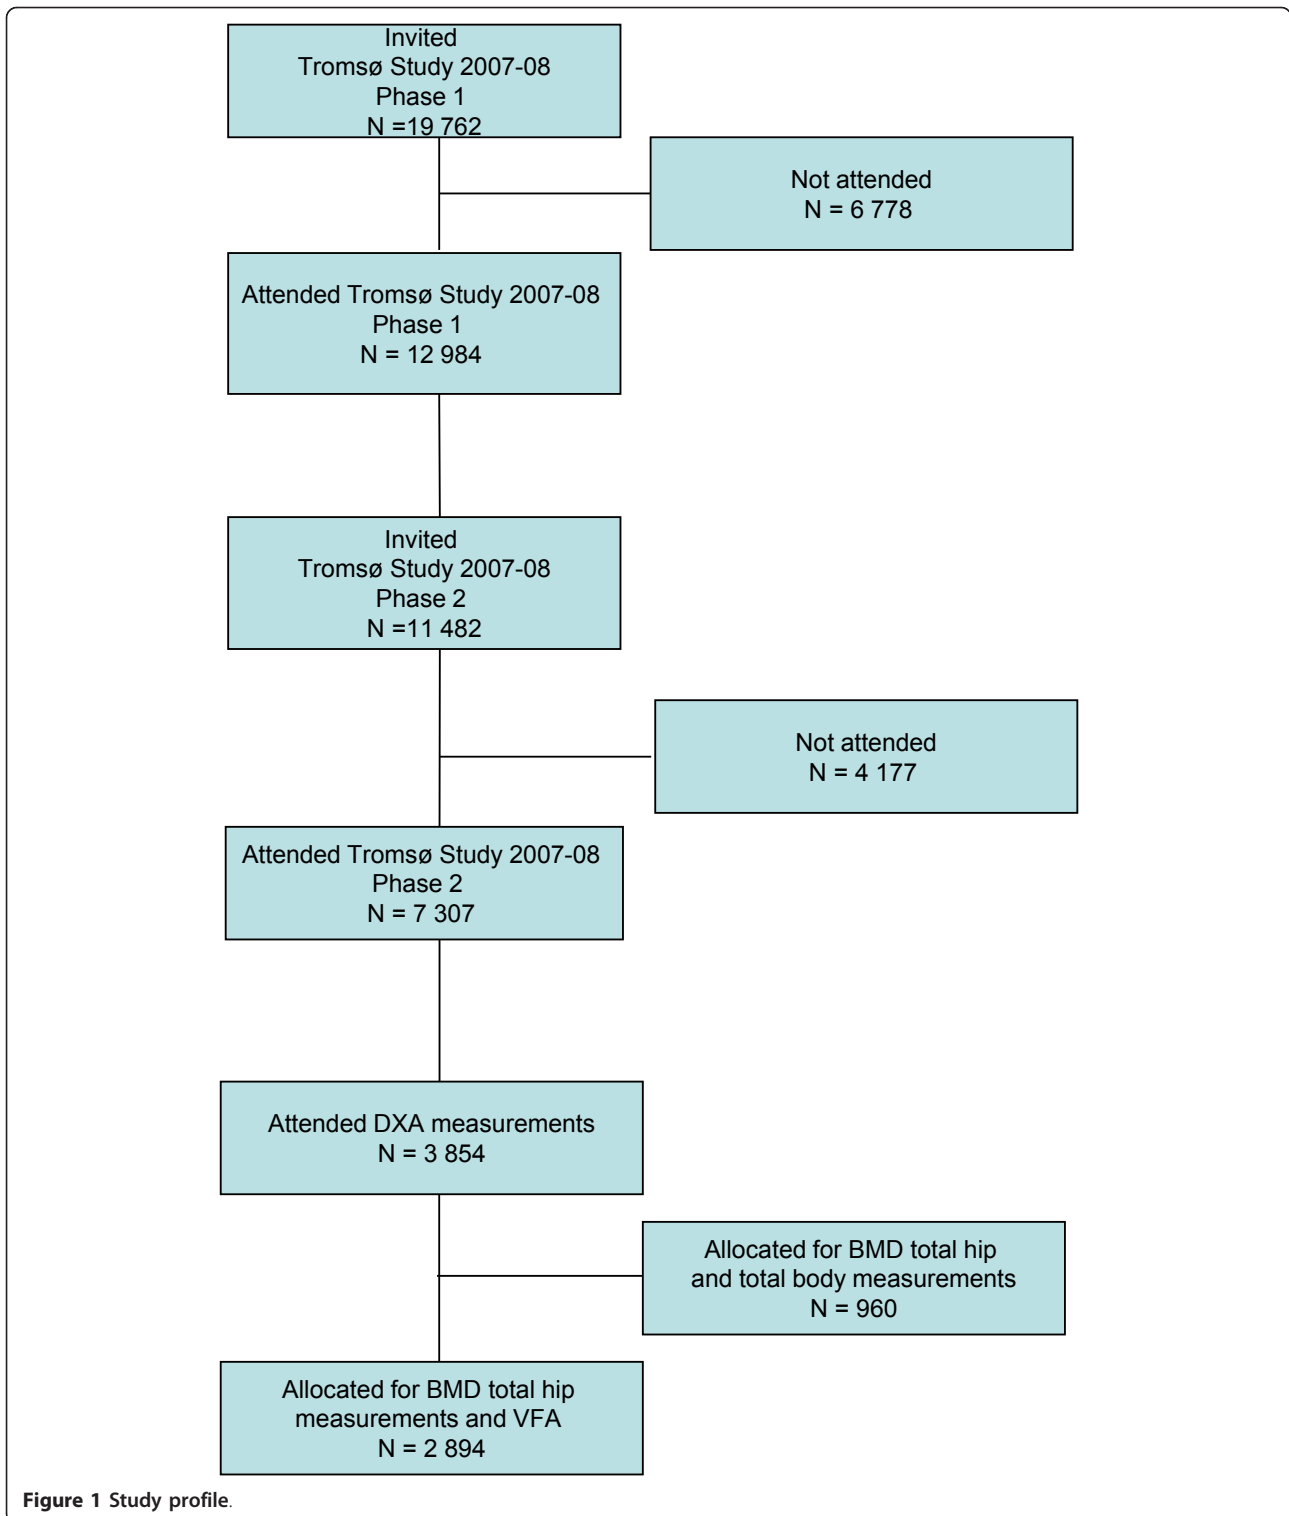 Invited
Tromsø Study 2007-08
Phase 1
N =19 762
Not attended
N = 6 778
Attended Tromsø Study 2007-08
Phase 1
N = 12 984
Invited
Tromsø Study 2007-08
Phase 2
N =11 482
Not attended
N = 4 177
Attended Tromsø Study 2007-08
Phase 2
N = 7 307
Attended DXA measurements
N = 3 854
Allocated for BMD total hip
and total body measurements
N = 960
Allocated for BMD total hip
measurements and VFA
N = 2 894
Figure 1 Study profile.